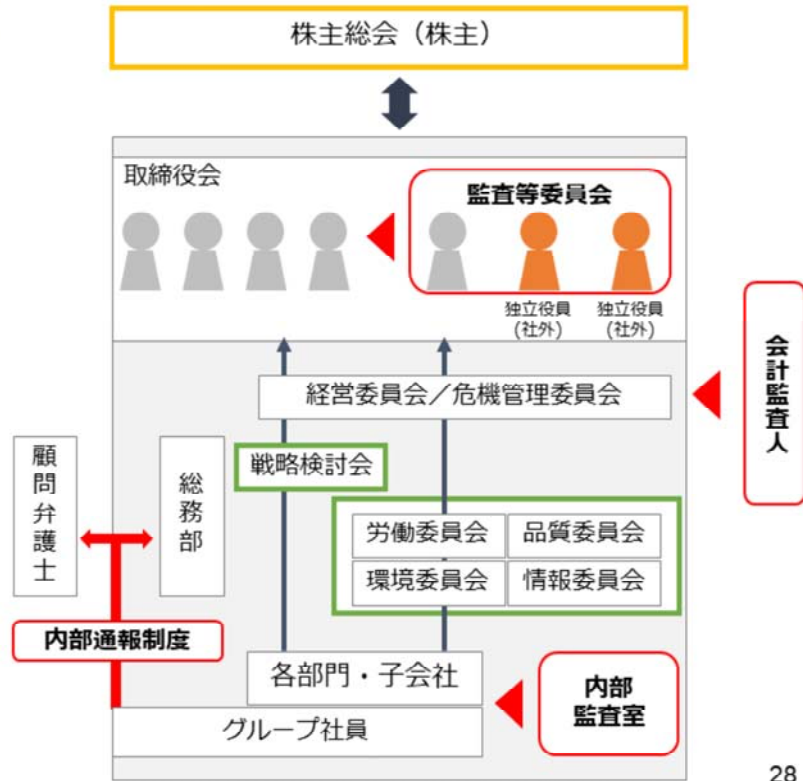 株主総会（株主）
取締役会
監査等委員会
独立役員
(社外)
独立役員
(社外)
会計監査人
経営委員会／危機管理委員会
戦略検討会
顧問弁護士
総務部
労働委員会
品質委員会
環境委員会
情報委員会
内部通報制度
各部門・子会社
内部
監査室
グループ社員
28